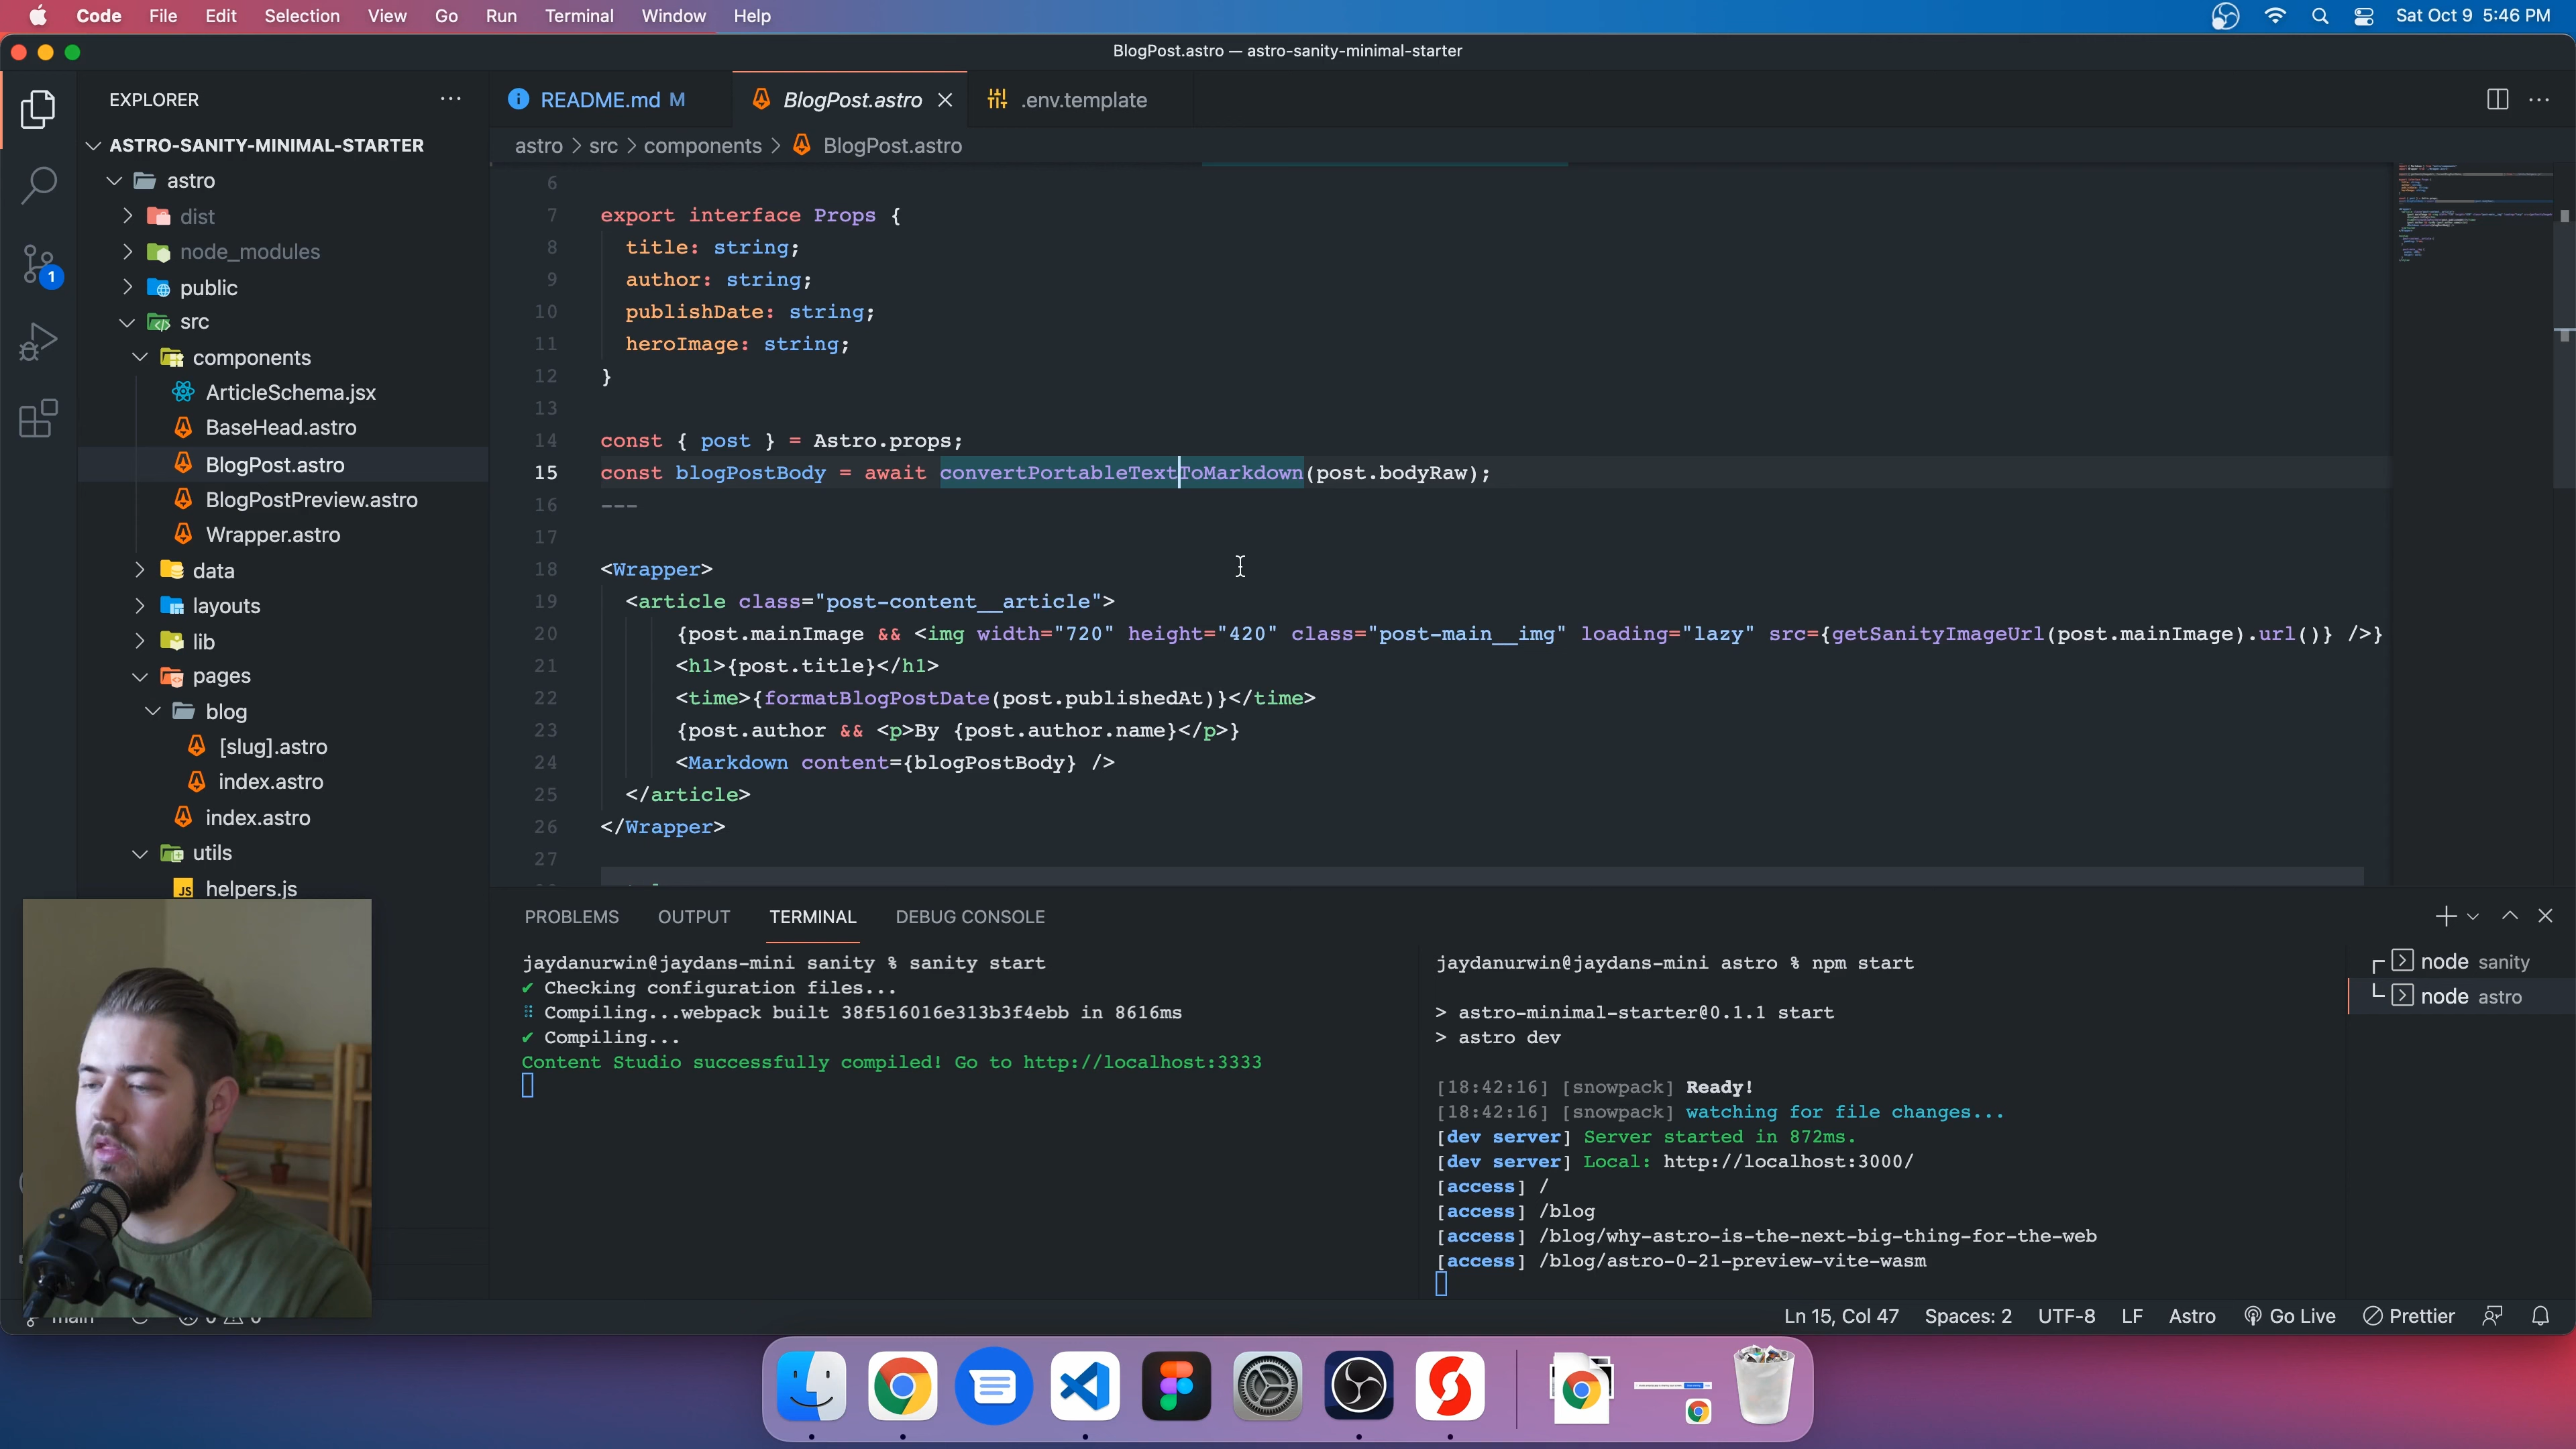 Code File Edit Selection View Go Run Terminal Window Help Sat Oct 9 5:46 PM
BlogPost.astro — astro-sanity-minimal-starter
EXPLORER
README.md M BlogPost.astro .env.template
astro > src > components > BlogPost.astro
ASTRO-SANITY-MINIMAL-STARTER
astro
dist
node_modules
public
src
components
ArticleSchema.jsx
BaseHead.astro
BlogPost.astro
BlogPostPreview.astro
Wrapper.astro
data
layouts
lib
pages
blog
[slug].astro
index.astro
index.astro
utils
helpers.js
1
6
7 export interface Props {
8 title: string;
9 author: string;
10 publishDate: string;
11 heroImage: string;
12 }
13
14 const { post } = Astro.props;
15 const blogPostBody = await convertPortableTextToMarkdown(post.bodyRaw);
16 ---
17
18 <Wrapper>
19 <article class="post-content__article">
20 {post.mainImage && <img width="720" height="420" class="post-main__img" loading="lazy" src={getSanityImageUrl(post.mainImage).url()} />}
21 <h1>{post.title}</h1>
22 <time>{formatBlogPostDate(post.publishedAt)}</time>
23 {post.author && <p>By {post.author.name}</p>}
24 <Markdown content={blogPostBody} />
25 </article>
26 </Wrapper>
27
PROBLEMS OUTPUT TERMINAL DEBUG CONSOLE
jaydanurwin@jaydans-mini sanity % sanity start
✔ Checking configuration files...
⠿ Compiling...webpack built 38f516016e313b3f4ebb in 8616ms
✔ Compiling...
Content Studio successfully compiled! Go to http://localhost:3333
jaydanurwin@jaydans-mini astro % npm start
> astro-minimal-starter@0.1.1 start
> astro dev
[18:42:16] [snowpack] Ready!
[18:42:16] [snowpack] watching for file changes...
[dev server] Server started in 872ms.
[dev server] Local: http://localhost:3000/
[access] /
[access] /blog
[access] /blog/why-astro-is-the-next-big-thing-for-the-web
[access] /blog/astro-0-21-preview-vite-wasm
node sanity
node astro
main 0 0
Ln 15, Col 47 Spaces: 2 UTF-8 LF Astro Go Live Prettier